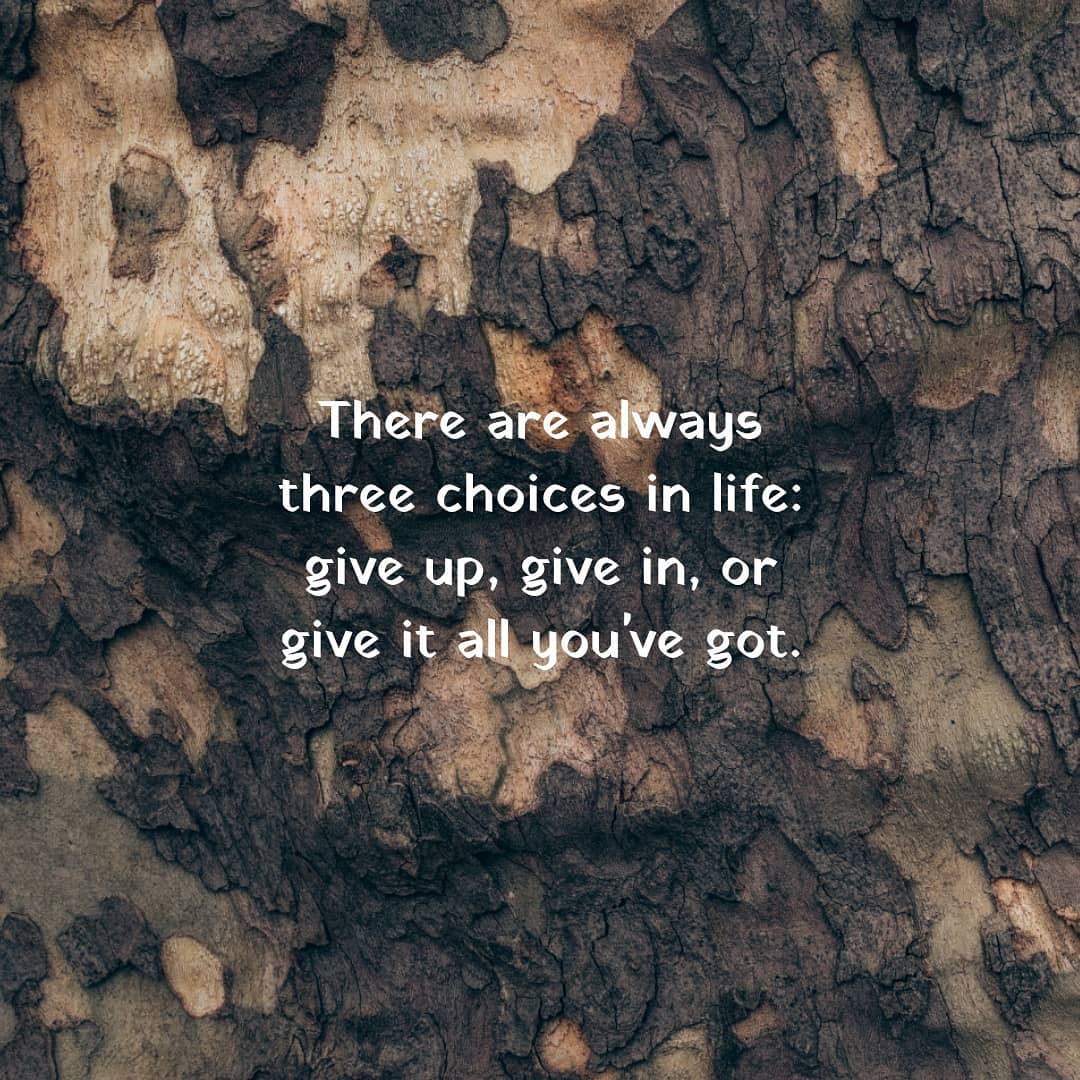 There are always
three choices in life:
give up, give in, or
give it all you've got.